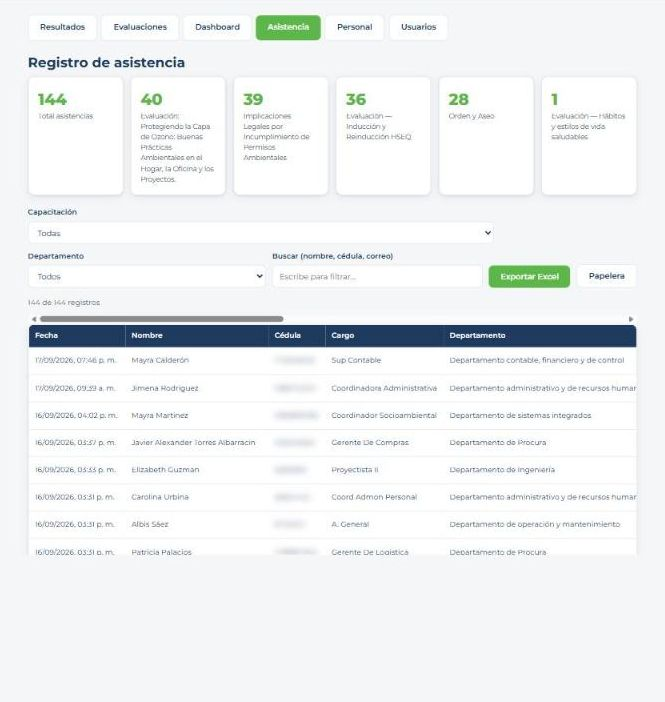 Resultados Evaluaciones Dashboard Asistencia Personal Usuarios
Registro de asistencia
144
Total asistencias
40
Evaluación:
Protegiendo la Capa
de Ozono: Buenas
Prácticas
Ambientales en el
Hogar, la Oficina y los
Proyectos.
39
Implicaciones
Legales por
Incumplimiento de
Permisos
Ambientales
36
Evaluación —
Inducción y
Reinducción HSEQ
28
Orden y Aseo
1
Evaluación — Hábitos
y estilos de vida
saludables
Capacitación
Todas
Departamento Buscar (nombre, cédula, correo)
Todos Escribe para filtrar... Exportar Excel Papelera
144 de 144 registros
Fecha Nombre Cédula Cargo Departamento
17/09/2026, 07:46 p. m. Mayra Calderón Sup Contable Departamento contable, financiero y de control
17/09/2026, 09:39 a. m. Jimena Rodriguez Coordinadora Administrativa Departamento administrativo y de recursos humar
16/09/2026, 04:02 p. m. Mayra Martinez Coordinador Socioambiental Departamento de sistemas integrados
16/09/2026, 03:37 p. m. Javier Alexander Torres Albarracin Gerente De Compras Departamento de Procura
16/09/2026, 03:33 p. m. Elizabeth Guzman Proyectista II Departamento de Ingeniería
16/09/2026, 03:31 p. m. Carolina Urbina Coord Admon Personal Departamento administrativo y de recursos humar
16/09/2026, 03:31 p. m. Albis Sáez A. General Departamento de operación y mantenimiento
16/09/2026, 03:31 p. m. Patricia Palacios Gerente De Logistica Departamento de Procura